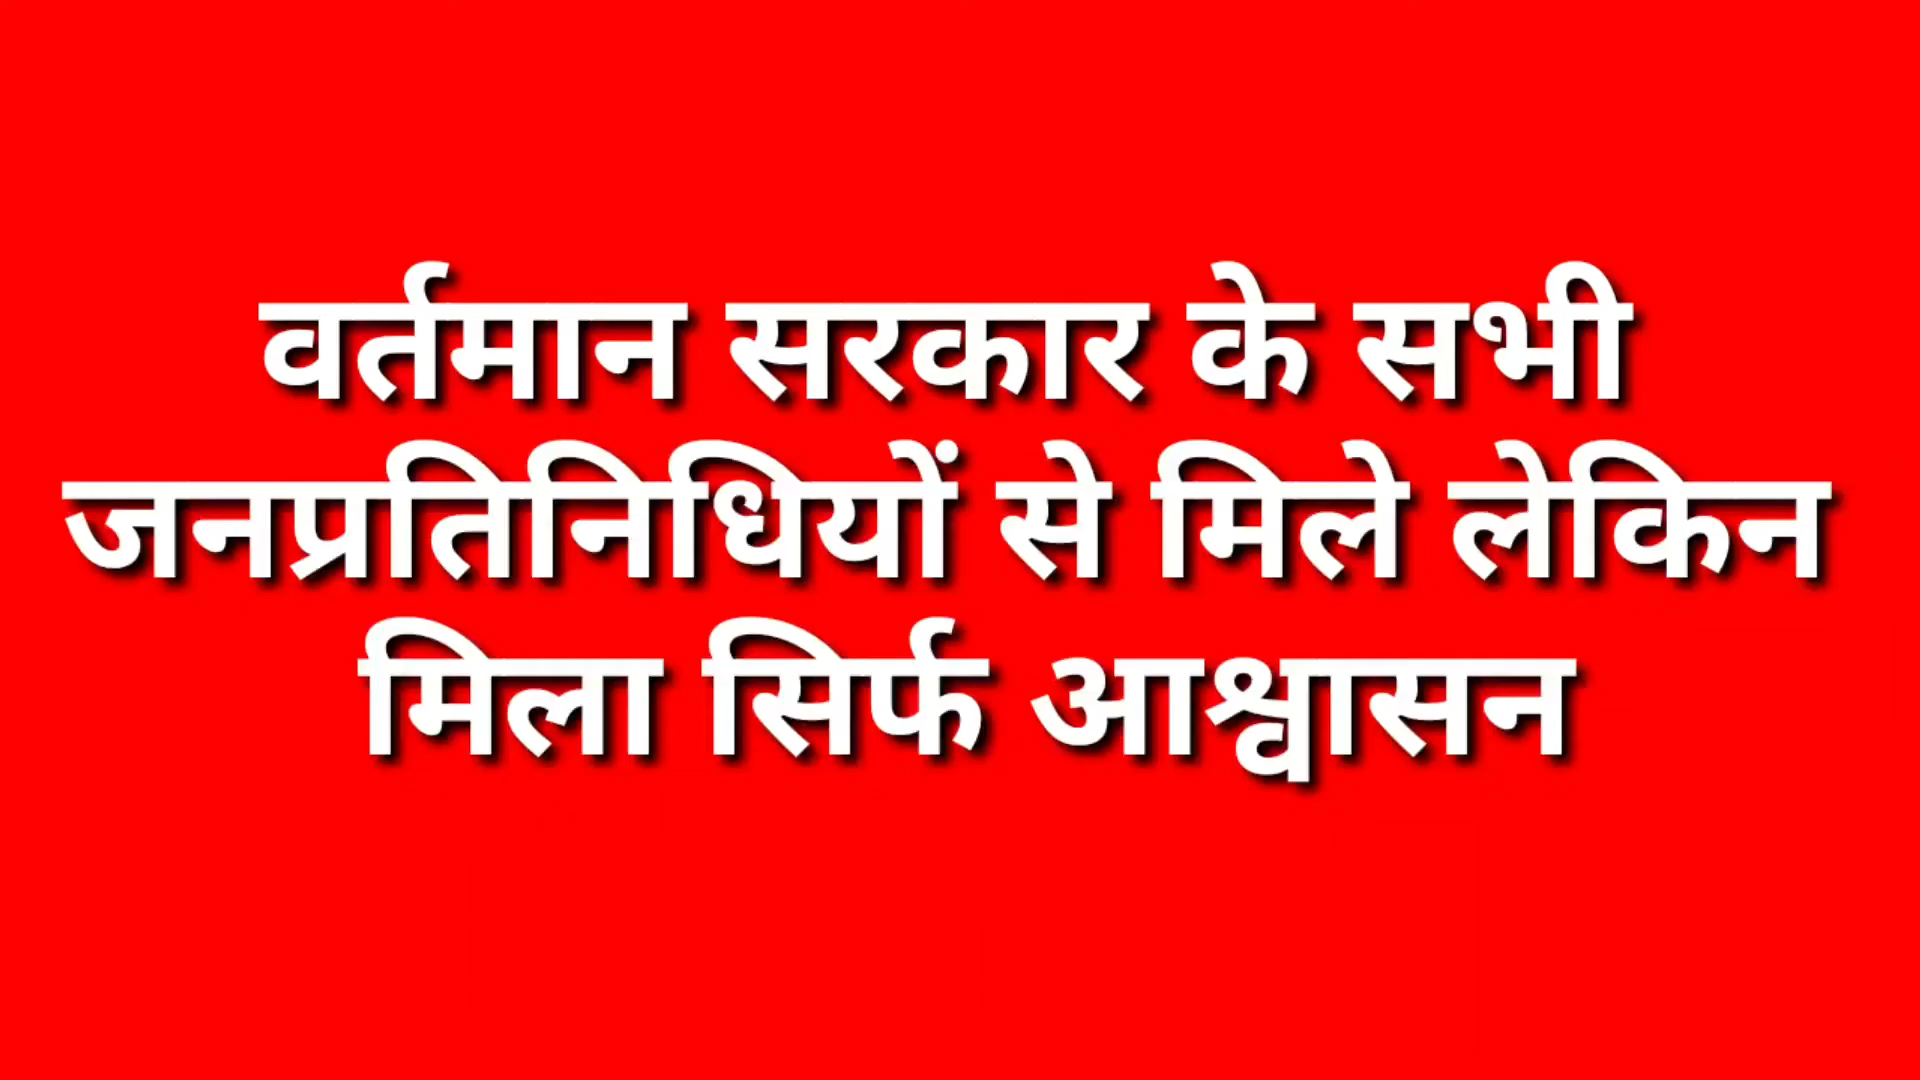 वर्तमान सरकार के सभी
जनप्रतिनिधियों से मिले लेकिन
मिला सिर्फ आश्वासन